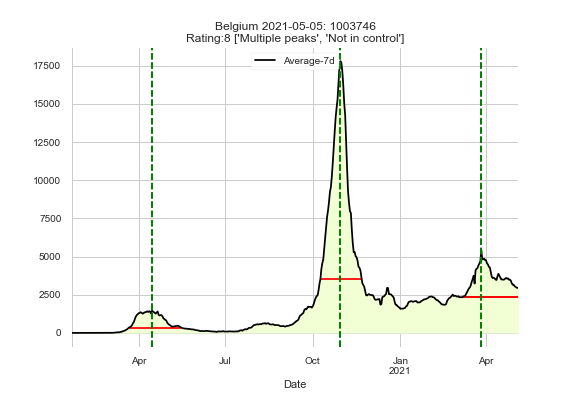 Belgium 2021-05-05: 1003746
Rating:8 ['Multiple peaks', 'Not in control']
Average-7d
17500
15000
12500
10000
7500
5000
2500
0
Apr
Jul
Oct
Jan
2021
Apr
Date